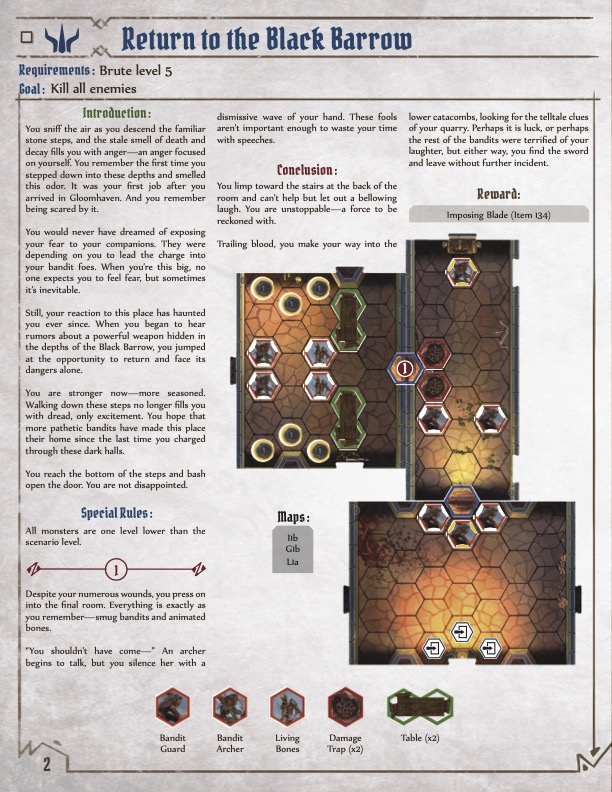 Return to the Black Barrow
Requirements: Brute level 5
Goal: Kill all enemies
Introduction:
You sniff the air as you descend the familiar
stone steps, and the stale smell of death and
decay fills you with anger—an anger focused
on yourself. You remember the first time you
stepped down into these depths and smelled
this odor. It was your first job after you
arrived in Gloomhaven. And you remember
being scared by it.
You would never have dreamed of exposing
your fear to your companions. They were
depending on you to lead the charge into
your bandit foes. When you're this big, no
one expects you to feel fear, but sometimes
it's inevitable.
Still, your reaction to this place has haunted
you ever since. When you began to hear
rumors about a powerful weapon hidden in
the depths of the Black Barrow, you jumped
at the opportunity to return and face its
dangers alone.
You are stronger now—more seasoned.
Walking down these steps no longer fills you
with dread, only excitement. You hope that
more pathetic bandits have made this place
their home since the last time you charged
through these dark halls.
You reach the bottom of the steps and bash
open the door. You are not disappointed.
Special Rules:
All monsters are one level lower than the
scenario level.
1
Despite your numerous wounds, you press on
into the final room. Everything is exactly as
you remember—smug bandits and animated
bones.
"You shouldn't have come—" An archer
begins to talk, but you silence her with a
dismissive wave of your hand. These fools
aren't important enough to waste your time
with speeches.
Conclusion:
You limp toward the stairs at the back of the
room and can't help but let out a bellowing
laugh. You are unstoppable—a force to be
reckoned with.
Trailing blood, you make your way into the
lower catacombs, looking for the telltale clues
of your quarry. Perhaps it is luck, or perhaps
the rest of the bandits were terrified of your
laughter, but either way, you find the sword
and leave without further incident.
Reward:
Imposing Blade (Item 134)
1
Maps:
I1b
G1b
L1a
Bandit
Guard
Bandit
Archer
Living
Bones
Damage
Trap (x2)
Table (x2)
2